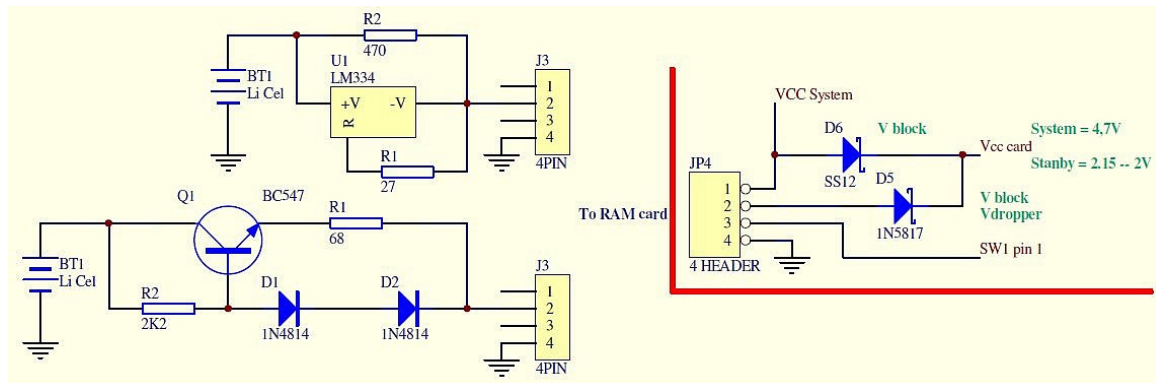 R2
470
U1
LM334
+V
-V
R
BT1
Li Cel
R1
27
J3
1
2
3
4
4PIN
Q1
BC547
R1
68
BT1
Li Cel
R2
2K2
D1
1N4814
D2
1N4814
J3
1
2
3
4
4PIN
To RAM card
VCC System
D6
V block
SS12
System = 4,7V
Vcc card
Stanby = 2.15 -- 2V
JP4
1
2
3
4
4 HEADER
D5
1N5817
V block
Vdropper
SW1 pin 1